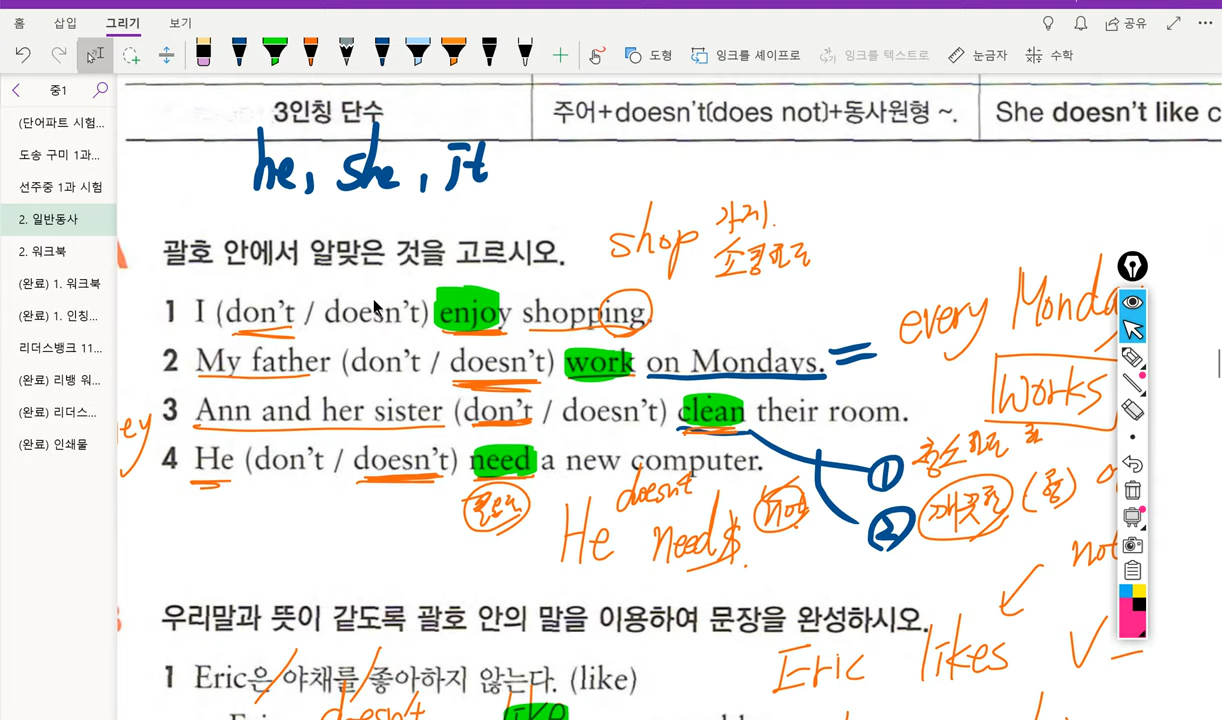 홈 삽입 그리기 보기 공유
도형 잉크를 셰이프로 잉크를 텍스트로 눈금자 수학
중1
(단어파트 시험...
도송 구미 1과...
선주중 1과 시험
2. 일반동사
2. 워크북
(완료) 1. 워크북
(완료) 1. 인칭...
리더스뱅크 11...
(완료) 리뱅 워...
(완료) 리더스...
(완료) 인쇄물
3인칭 단수 주어+doesn't(does not)+동사원형 ~. She doesn't like c
he, she, it
shop 가게.
쇼핑하다
A 괄호 안에서 알맞은 것을 고르시오.
1 I (don't / doesn't) enjoy shopping.
every Monda
2 My father (don't / doesn't) work on Mondays. =
works
3 Ann and her sister (don't / doesn't) clean their room.
ey
4 He (don't / doesn't) need a new computer.
① 청소하다
② 깨끗한 (형)
필요하다
doesn't
He needs.
not
B 우리말과 뜻이 같도록 괄호 안의 말을 이용하여 문장을 완성하시오.
Eric likes v
1 Eric은 야채를 좋아하지 않는다. (like)
doesn't like